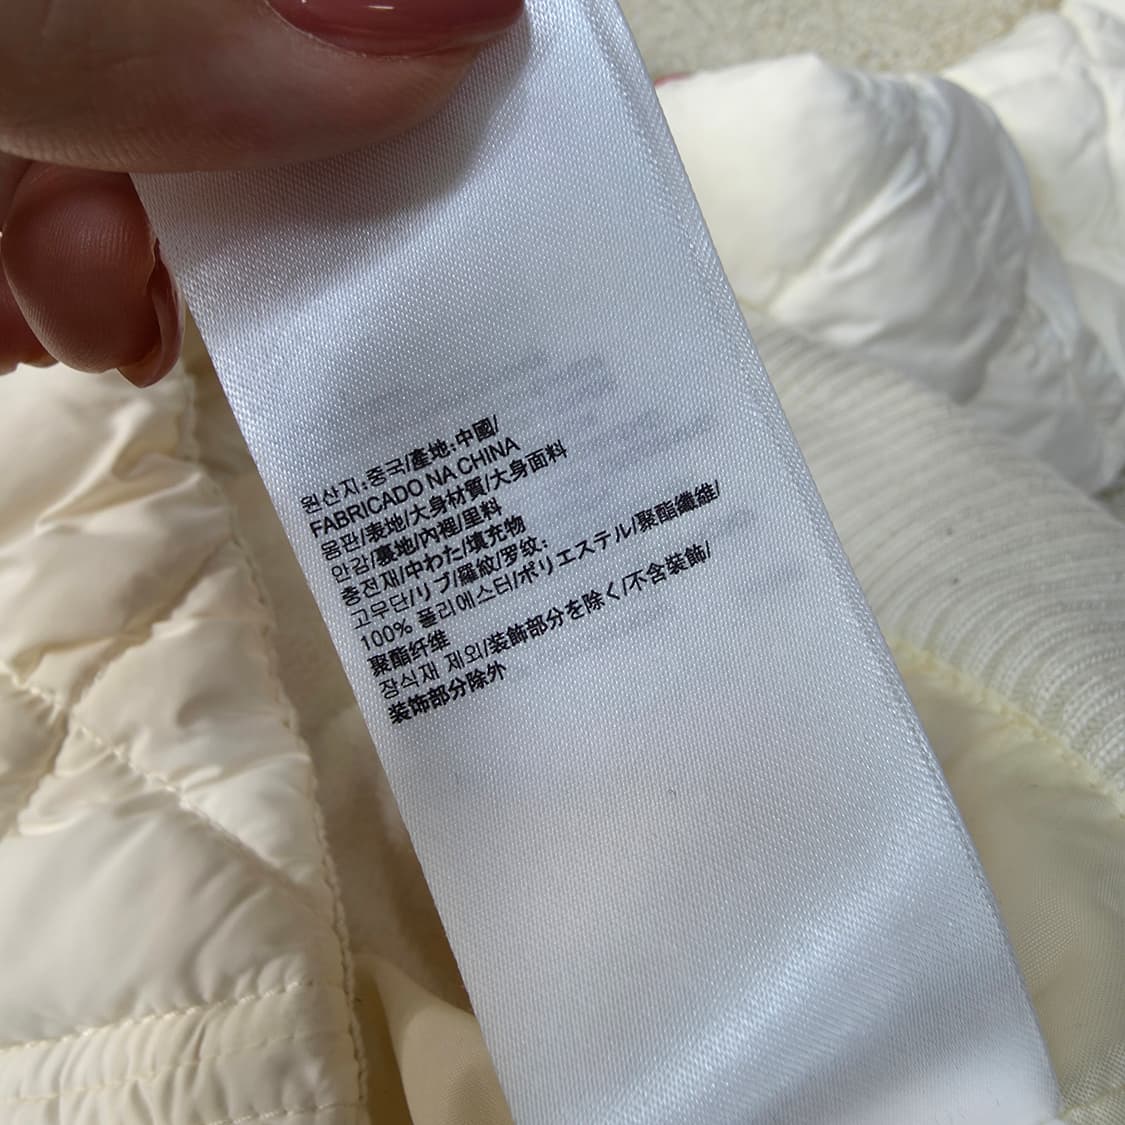 원산지:중국/產地:中國/
FABRICADO NA CHINA
몸판/表地/大身材質/大身面料
안감/裏地/內裡/里料
충전재/中わた/填充物
고무단/リブ/羅紋/罗纹:
100% 폴리에스터/ポリエステル/聚酯纖維/
聚酯纤维
장식재 제외/装飾部分を除く/不含裝飾/
装饰部分除外